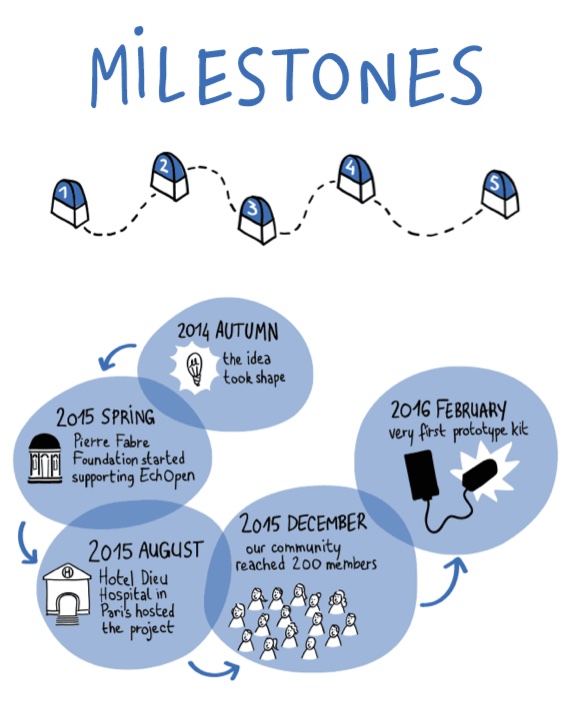 MiLESTONES
1
2
3
4
5
2014 AUTUMN
the idea
took shape
2015 SPRING
Pierre Fabre
Foundation started
supporting EchOpen
2015 AUGUST
H
Hotel Dieu
Hospital in
Paris hosted
the project
2015 DECEMBER
our community
reached 200 members
2016 FEBRUARY
very first prototype kit